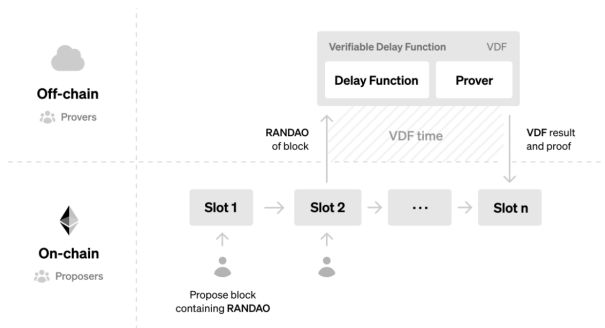 Verifiable Delay Function VDF
Delay Function Prover
Off-chain
Provers
RANDAO
of block
VDF time
VDF result
and proof
Slot 1 Slot 2 ... Slot n
On-chain
Proposers
Propose block
containing RANDAO